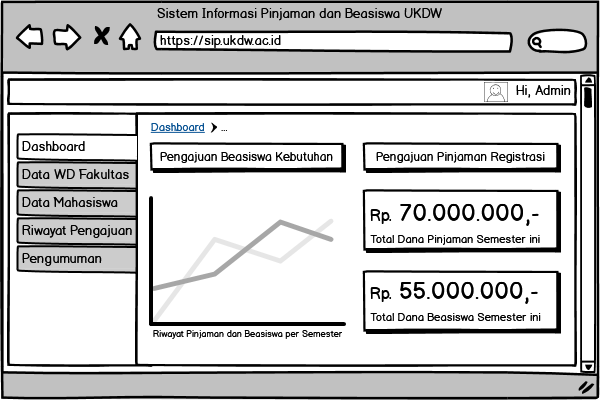 Sistem Informasi Pinjaman dan Beasiswa UKDW
https://sip.ukdw.ac.id
Hi, Admin
Dashboard ...
Dashboard
Data WD Fakultas
Data Mahasiswa
Riwayat Pengajuan
Pengumuman
Pengajuan Beasiswa Kebutuhan
Pengajuan Pinjaman Registrasi
Riwayat Pinjaman dan Beasiswa per Semester
Rp. 70.000.000,-
Total Dana Pinjaman Semester ini
Rp. 55.000.000,-
Total Dana Beasiswa Semester ini